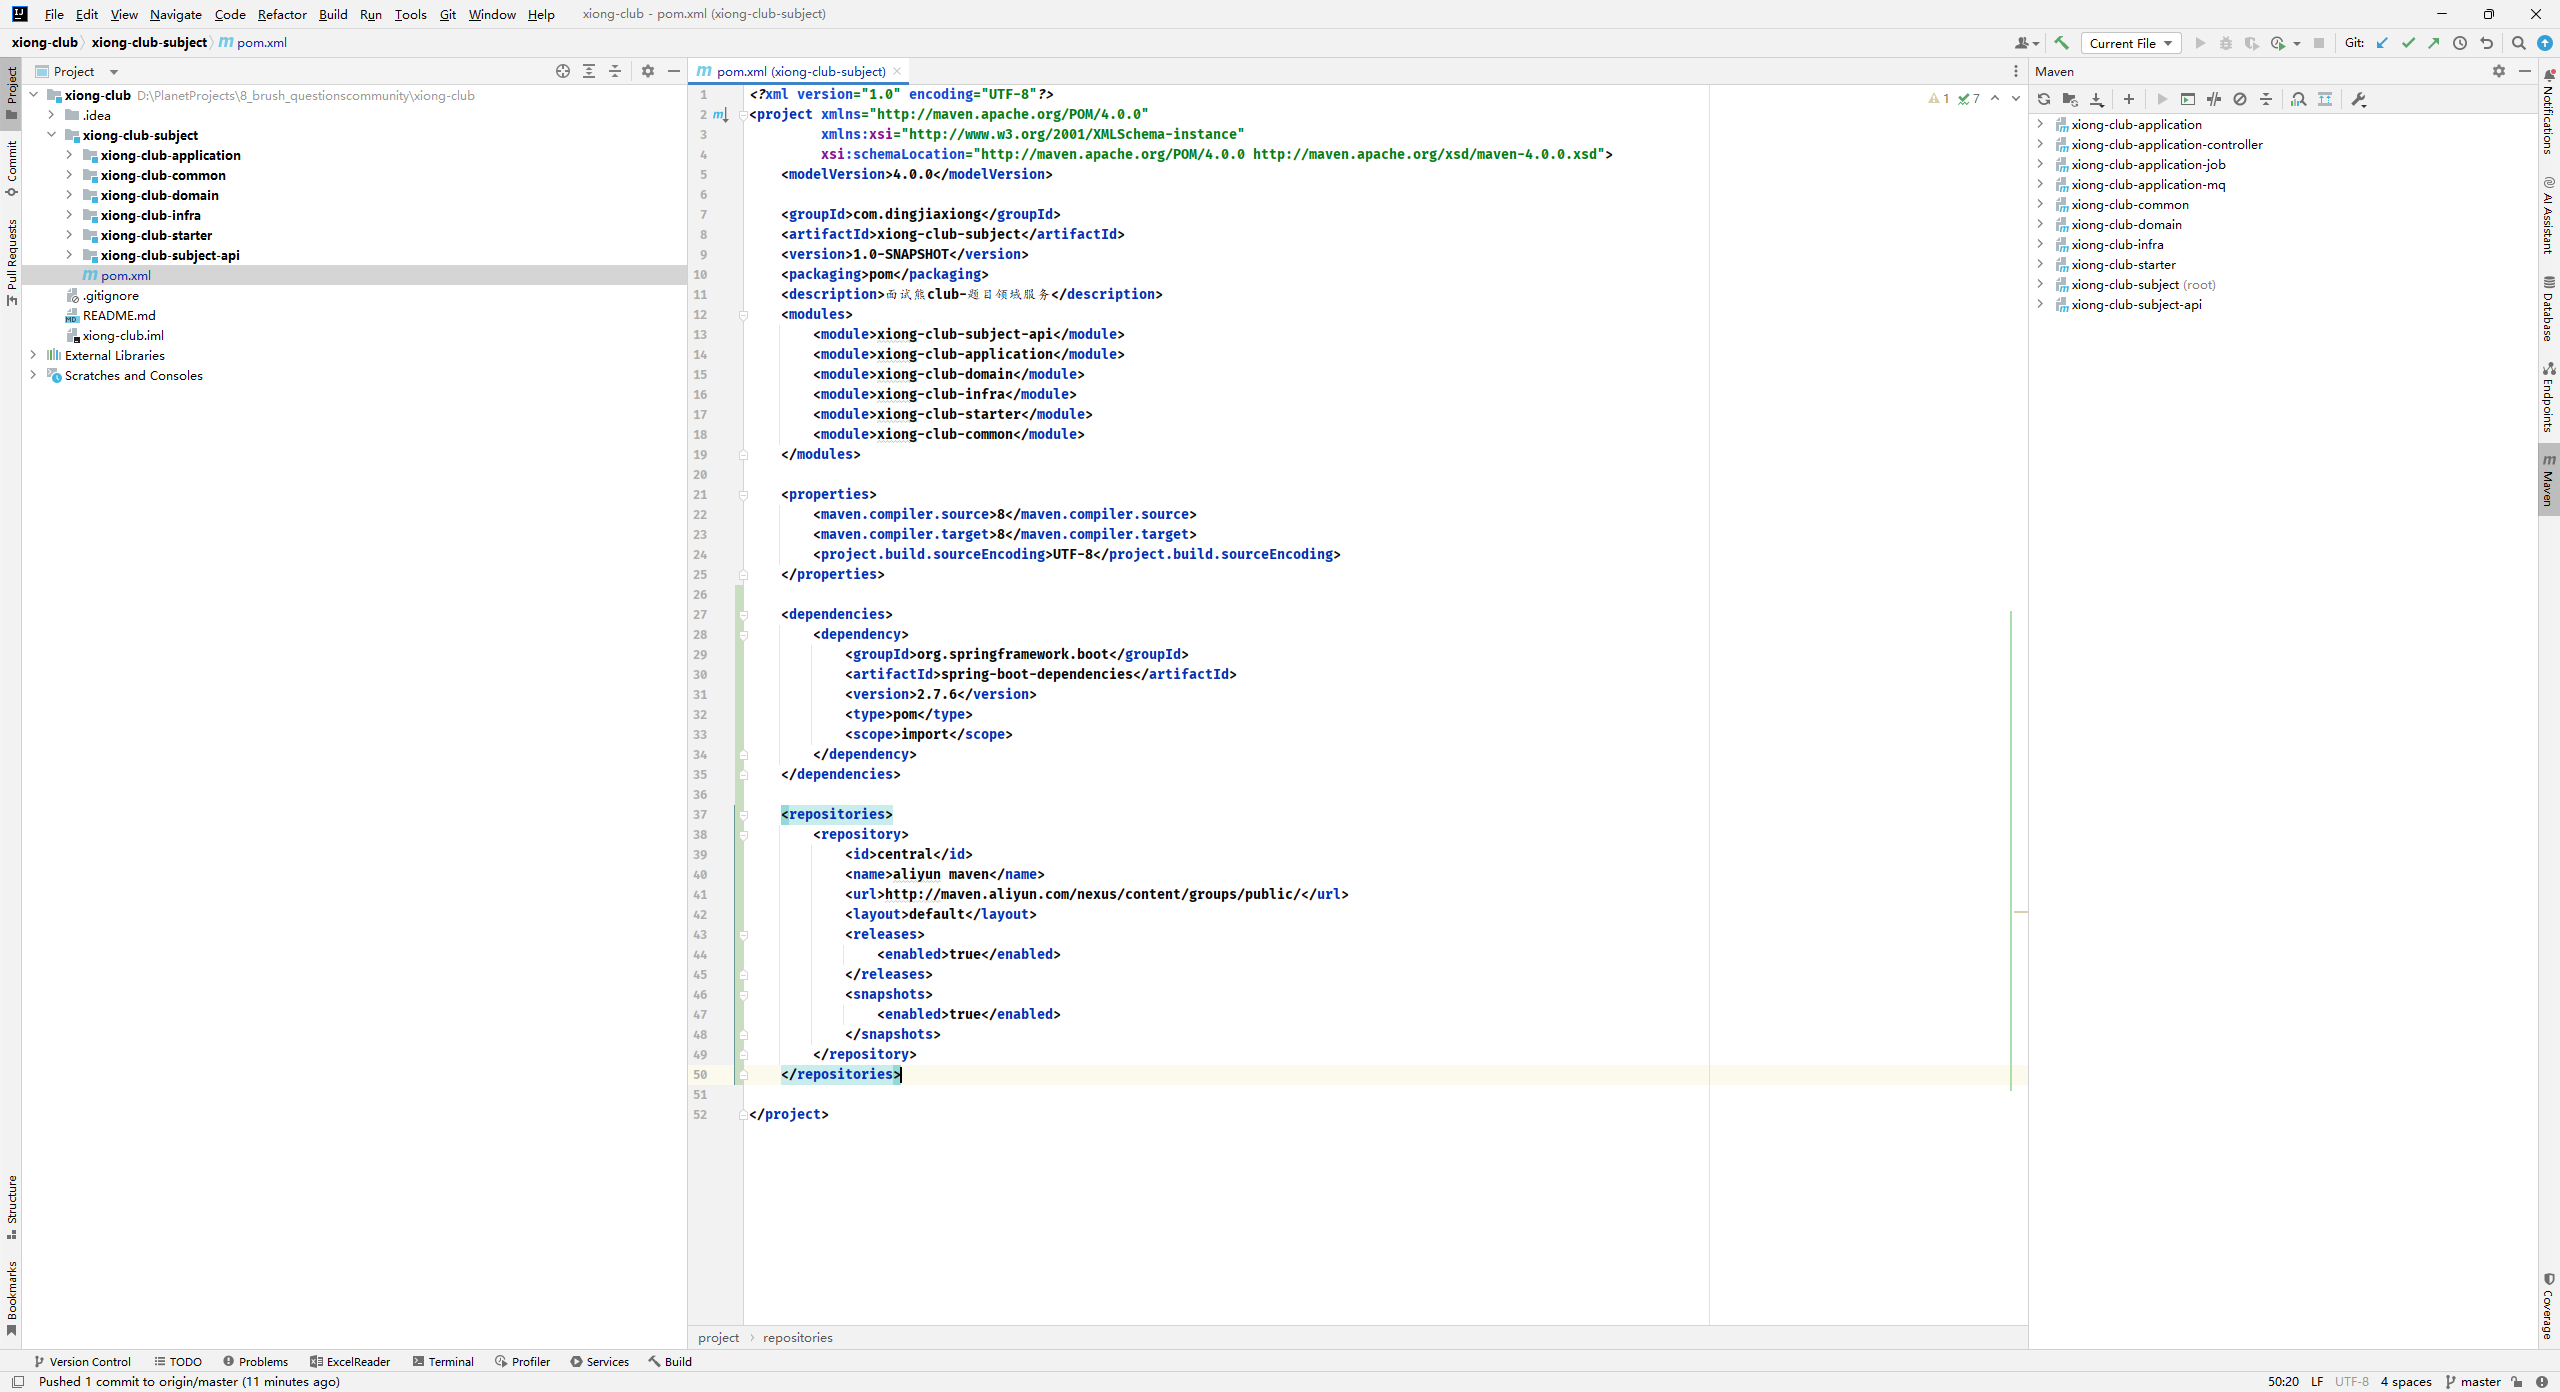 File Edit View Navigate Code Refactor Build Run Tools Git Window Help xiong-club - pom.xml (xiong-club-subject)
xiong-club xiong-club-subject pom.xml
Current File Git:
Project
xiong-club D:\PlanetProjects\8_brush_questionscommunity\xiong-club
.idea
xiong-club-subject
xiong-club-application
xiong-club-common
xiong-club-domain
xiong-club-infra
xiong-club-starter
xiong-club-subject-api
pom.xml
.gitignore
README.md
xiong-club.iml
External Libraries
Scratches and Consoles
Project
Commit
Pull Requests
Structure
Bookmarks
pom.xml (xiong-club-subject)
1 7
1 <?xml version="1.0" encoding="UTF-8"?>
2 <project xmlns="http://maven.apache.org/POM/4.0.0"
3 xmlns:xsi="http://www.w3.org/2001/XMLSchema-instance"
4 xsi:schemaLocation="http://maven.apache.org/POM/4.0.0 http://maven.apache.org/xsd/maven-4.0.0.xsd">
5 <modelVersion>4.0.0</modelVersion>
6
7 <groupId>com.dingjiaxiong</groupId>
8 <artifactId>xiong-club-subject</artifactId>
9 <version>1.0-SNAPSHOT</version>
10 <packaging>pom</packaging>
11 <description>面试熊club-题目领域服务</description>
12 <modules>
13 <module>xiong-club-subject-api</module>
14 <module>xiong-club-application</module>
15 <module>xiong-club-domain</module>
16 <module>xiong-club-infra</module>
17 <module>xiong-club-starter</module>
18 <module>xiong-club-common</module>
19 </modules>
20
21 <properties>
22 <maven.compiler.source>8</maven.compiler.source>
23 <maven.compiler.target>8</maven.compiler.target>
24 <project.build.sourceEncoding>UTF-8</project.build.sourceEncoding>
25 </properties>
26
27 <dependencies>
28 <dependency>
29 <groupId>org.springframework.boot</groupId>
30 <artifactId>spring-boot-dependencies</artifactId>
31 <version>2.7.6</version>
32 <type>pom</type>
33 <scope>import</scope>
34 </dependency>
35 </dependencies>
36
37 <repositories>
38 <repository>
39 <id>central</id>
40 <name>aliyun maven</name>
41 <url>http://maven.aliyun.com/nexus/content/groups/public/</url>
42 <layout>default</layout>
43 <releases>
44 <enabled>true</enabled>
45 </releases>
46 <snapshots>
47 <enabled>true</enabled>
48 </snapshots>
49 </repository>
50 </repositories>
51
52 </project>
project repositories
Maven
xiong-club-application
xiong-club-application-controller
xiong-club-application-job
xiong-club-application-mq
xiong-club-common
xiong-club-domain
xiong-club-infra
xiong-club-starter
xiong-club-subject (root)
xiong-club-subject-api
Notifications
AI Assistant
Database
Endpoints
Maven
Coverage
Version Control TODO Problems ExcelReader Terminal Profiler Services Build
Pushed 1 commit to origin/master (11 minutes ago) 50:20 LF UTF-8 4 spaces master